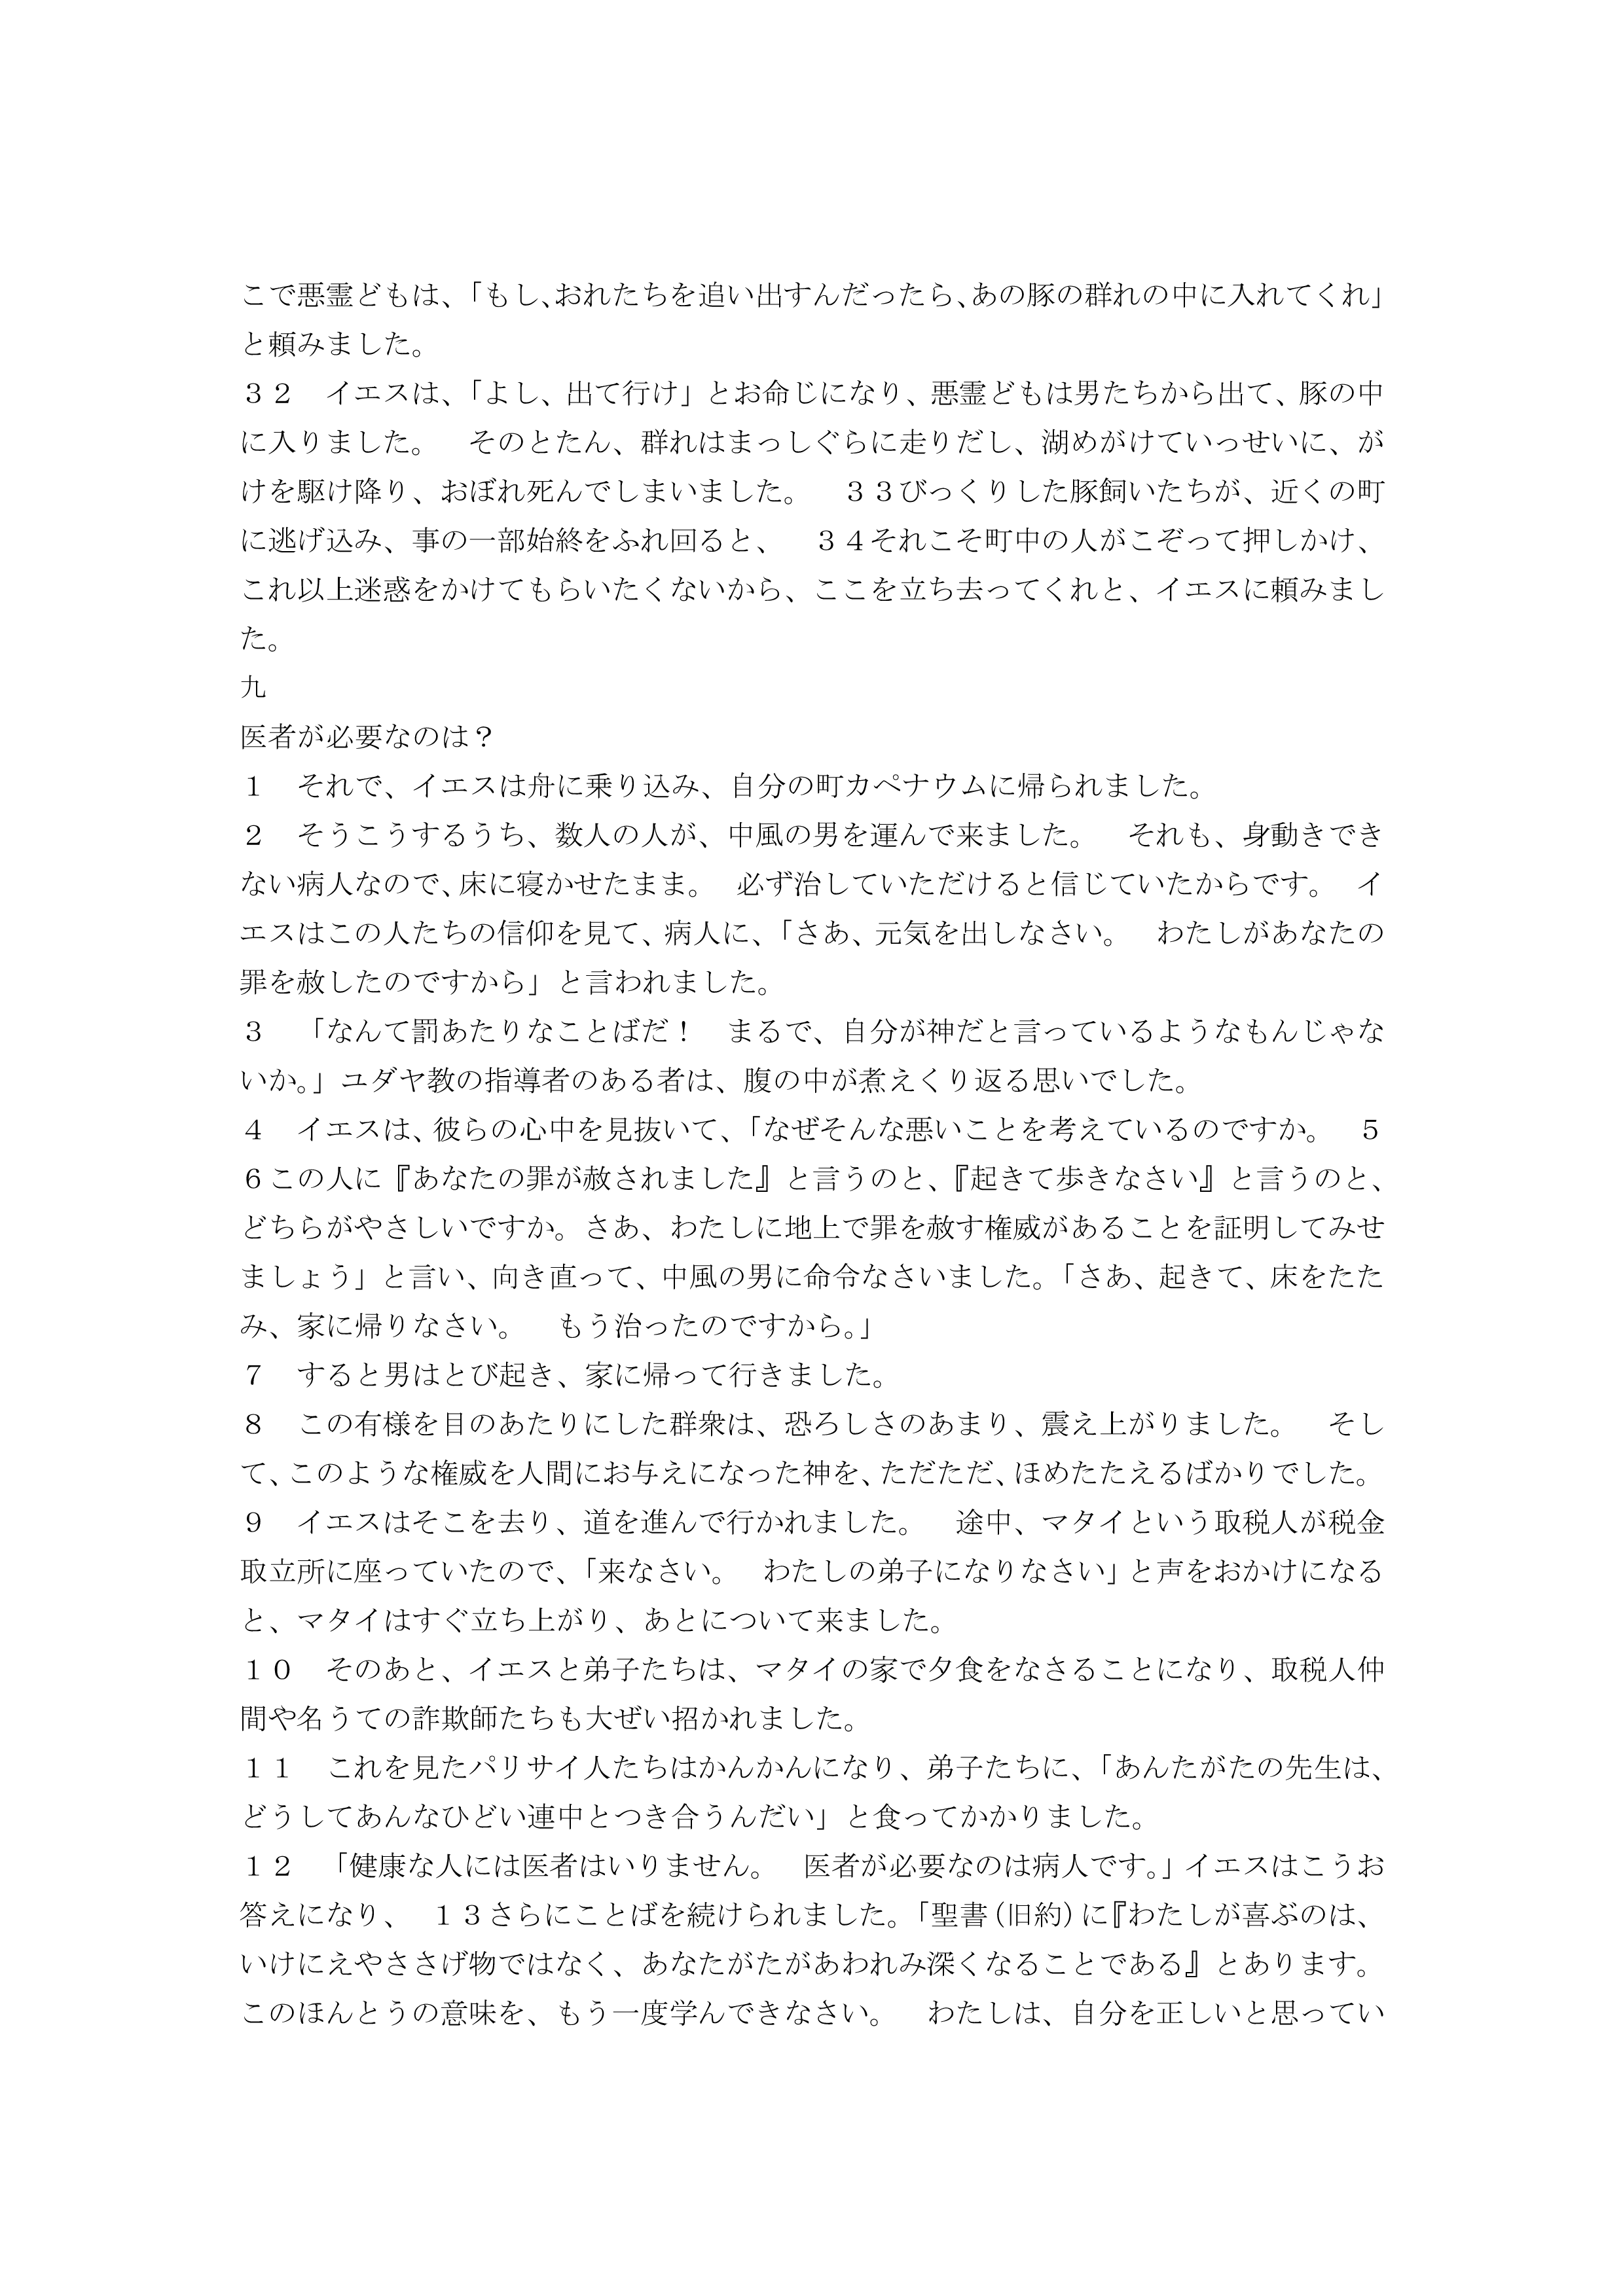 こで悪霊どもは、「もし、おれたちを追い出すんだったら、あの豚の群れの中に入れてくれ」
と頼みました。
３２　イエスは、「よし、出て行け」とお命じになり、悪霊どもは男たちから出て、豚の中
に入りました。　そのとたん、群れはまっしぐらに走りだし、湖めがけていっせいに、が
けを駆け降り、おぼれ死んでしまいました。　３３びっくりした豚飼いたちが、近くの町
に逃げ込み、事の一部始終をふれ回ると、　３４それこそ町中の人がこぞって押しかけ、
これ以上迷惑をかけてもらいたくないから、ここを立ち去ってくれと、イエスに頼みまし
た。
九
医者が必要なのは？
１　それで、イエスは舟に乗り込み、自分の町カペナウムに帰られました。
２　そうこうするうち、数人の人が、中風の男を運んで来ました。　それも、身動きでき
ない病人なので、床に寝かせたまま。　必ず治していただけると信じていたからです。　イ
エスはこの人たちの信仰を見て、病人に、「さあ、元気を出しなさい。　わたしがあなたの
罪を赦したのですから」と言われました。
３　「なんて罰あたりなことばだ！　まるで、自分が神だと言っているようなもんじゃな
いか。」ユダヤ教の指導者のある者は、腹の中が煮えくり返る思いでした。
４　イエスは、彼らの心中を見抜いて、「なぜそんな悪いことを考えているのですか。　５
６この人に『あなたの罪が赦されました』と言うのと、『起きて歩きなさい』と言うのと、
どちらがやさしいですか。さあ、わたしに地上で罪を赦す権威があることを証明してみせ
ましょう」と言い、向き直って、中風の男に命令なさいました。「さあ、起きて、床をたた
み、家に帰りなさい。　もう治ったのですから。」
７　すると男はとび起き、家に帰って行きました。
８　この有様を目のあたりにした群衆は、恐ろしさのあまり、震え上がりました。　そし
て、このような権威を人間にお与えになった神を、ただただ、ほめたたえるばかりでした。
９　イエスはそこを去り、道を進んで行かれました。　途中、マタイという取税人が税金
取立所に座っていたので、「来なさい。　わたしの弟子になりなさい」と声をおかけになる
と、マタイはすぐ立ち上がり、あとについて来ました。
１０　そのあと、イエスと弟子たちは、マタイの家で夕食をなさることになり、取税人仲
間や名うての詐欺師たちも大ぜい招かれました。
１１　これを見たパリサイ人たちはかんかんになり、弟子たちに、「あんたがたの先生は、
どうしてあんなひどい連中とつき合うんだい」と食ってかかりました。
１２　「健康な人には医者はいりません。　医者が必要なのは病人です。」イエスはこうお
答えになり、　１３さらにことばを続けられました。「聖書（旧約）に『わたしが喜ぶのは、
いけにえやささげ物ではなく、あなたがたがあわれみ深くなることである』とあります。
このほんとうの意味を、もう一度学んできなさい。　わたしは、自分を正しいと思ってい